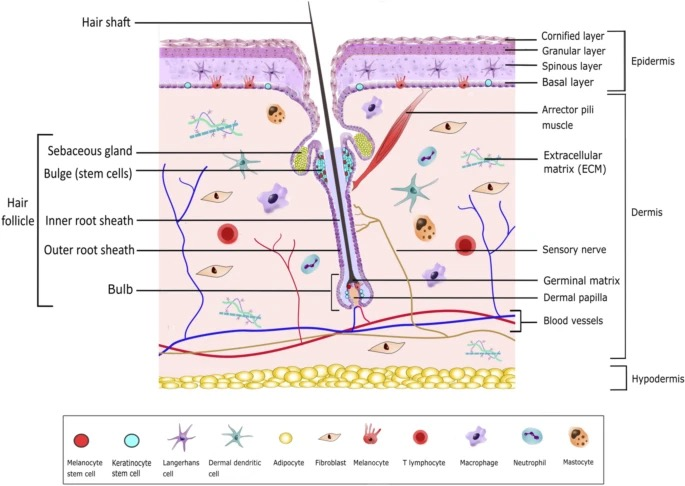 Hair shaft
Cornified layer
Granular layer
Spinous layer
Basal layer
Epidermis
Arrector pili
muscle
Sebaceous gland
Bulge (stem cells)
Extracellular
matrix (ECM)
Hair
follicle
Inner root sheath
Outer root sheath
Dermis
Sensory nerve
Bulb
Germinal matrix
Dermal papilla
Blood vessels
Hypodermis
Melanocyte
stem cell
Keratinocyte
stem cell
Langerhans
cell
Dermal dendritic
cell
Adipocyte
Fibroblast
Melanocyte
T lymphocyte
Macrophage
Neutrophil
Mastocyte